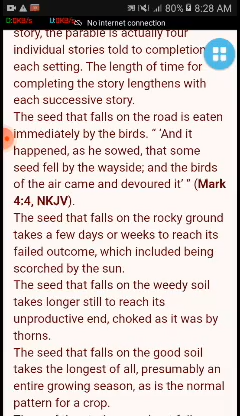 80% 8:28 AM
0:0KB/s U:0KB/s No internet connection
story, the parable is actually four
individual stories told to completion
each setting. The length of time for
completing the story lengthens with
each successive story.
The seed that falls on the road is eaten
immediately by the birds. “ ‘And it
happened, as he sowed, that some
seed fell by the wayside; and the birds
of the air came and devoured it’ ” (Mark
4:4, NKJV).
The seed that falls on the rocky ground
takes a few days or weeks to reach its
failed outcome, which included being
scorched by the sun.
The seed that falls on the weedy soil
takes longer still to reach its
unproductive end, choked as it was by
thorns.
The seed that falls on the good soil
takes the longest of all, presumably an
entire growing season, as is the normal
pattern for a crop.